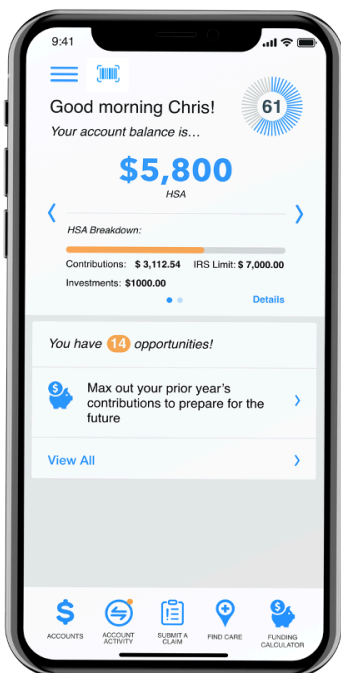 9:41
Good morning Chris!
61
Your account balance is...
$5,800
HSA
HSA Breakdown:
Contributions: $ 3,112.54 IRS Limit: $ 7,000.00
Investments: $1000.00
Details
You have 14 opportunities!
Max out your prior year's
contributions to prepare for the
future
View All
ACCOUNTS
ACCOUNT
ACTIVITY
SUBMIT A
CLAIM
FIND CARE
FUNDING
CALCULATOR